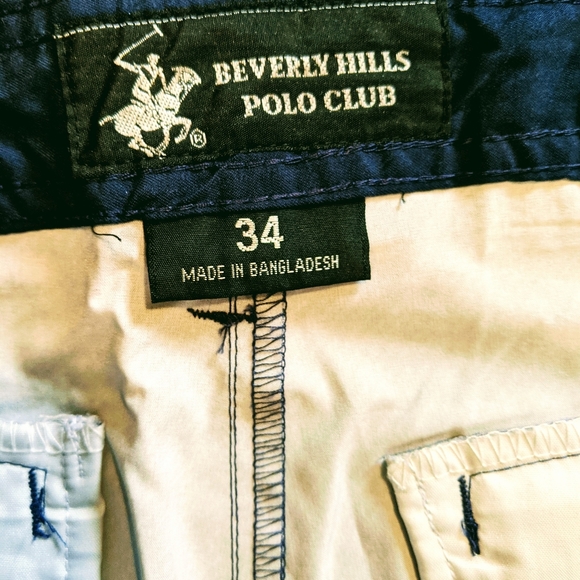 BEVERLY HILLS
POLO CLUB
®
34
MADE IN BANGLADESH